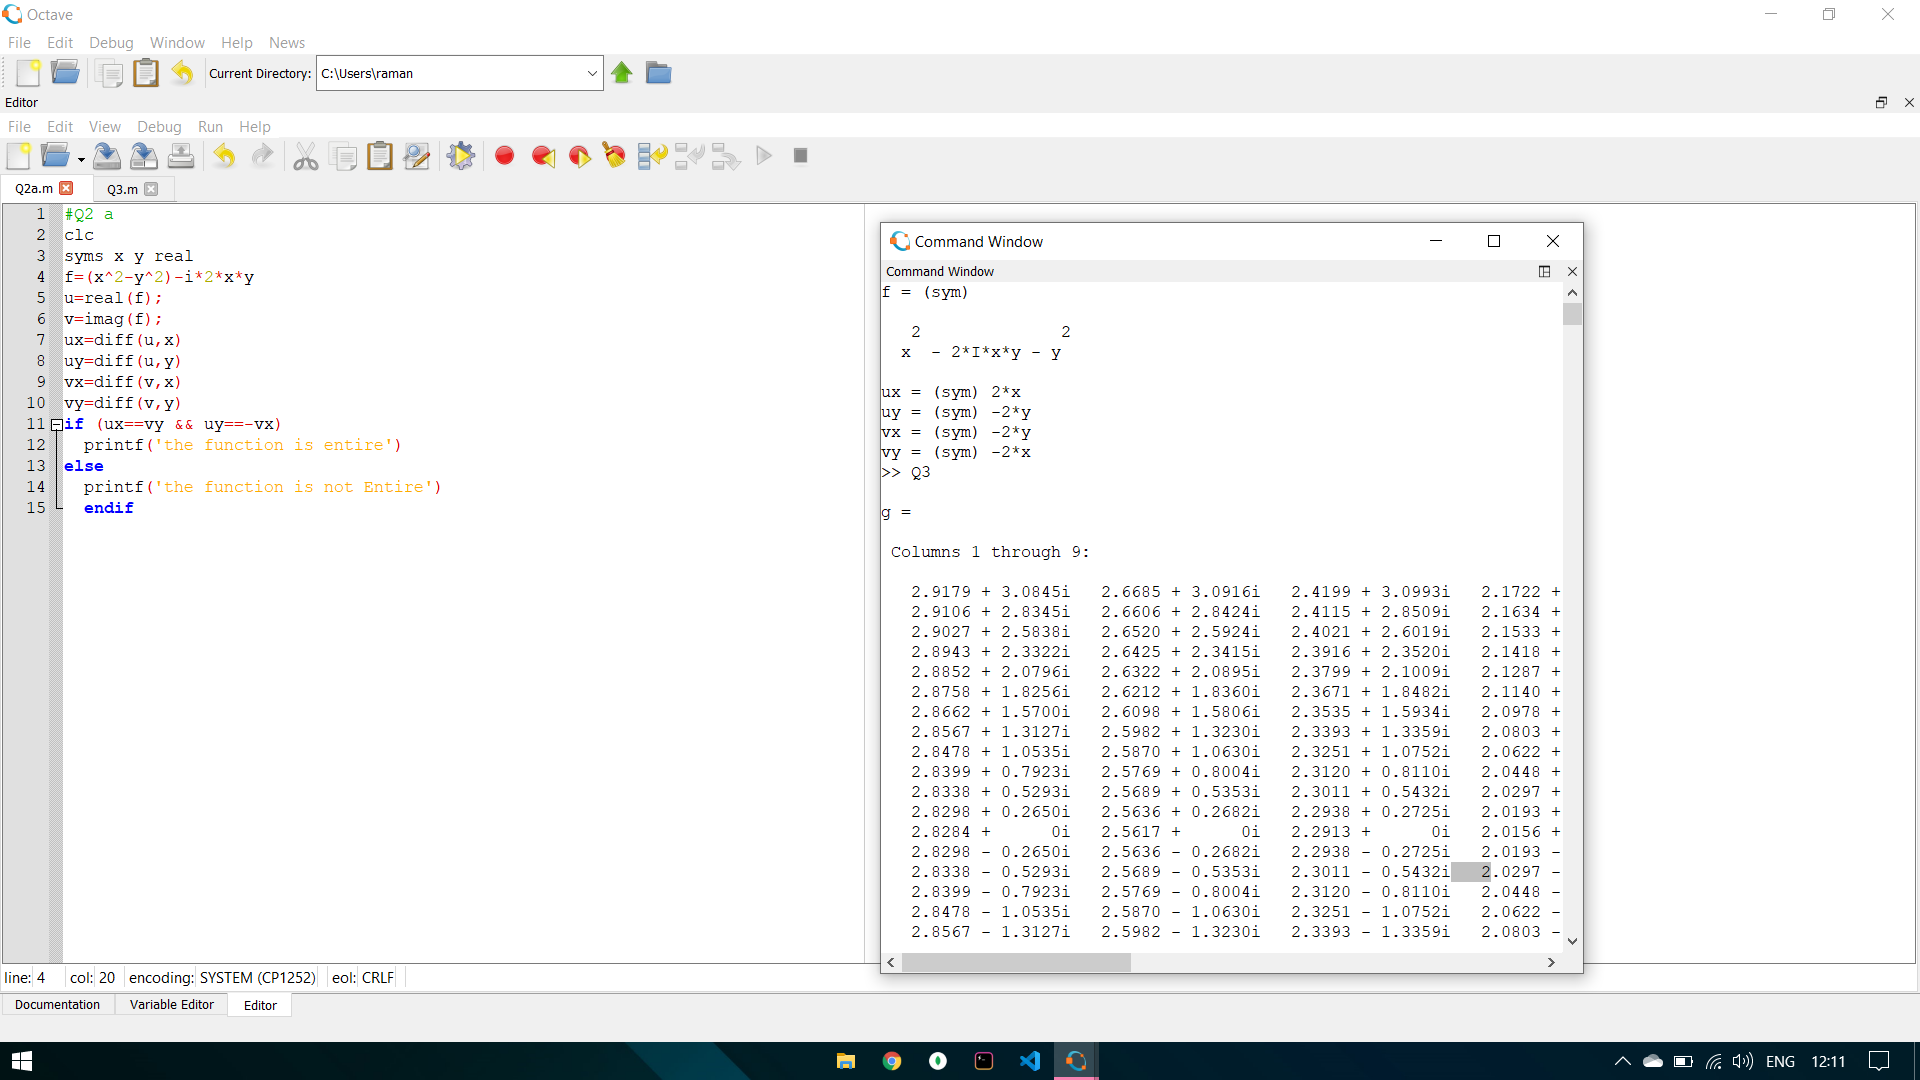 Octave
File Edit Debug Window Help News
Current Directory: C:\Users\raman
Editor
File Edit View Debug Run Help
Q2a.m Q3.m
1 #Q2 a
2 clc
3 syms x y real
4 f=(x^2-y^2)-i*2*x*y
5 u=real(f);
6 v=imag(f);
7 ux=diff(u,x)
8 uy=diff(u,y)
9 vx=diff(v,x)
10 vy=diff(v,y)
11 if (ux==vy && uy==-vx)
12 printf('the function is entire')
13 else
14 printf('the function is not Entire')
15 endif
Command Window
Command Window
f = (sym)
2 2
x - 2*I*x*y - y
ux = (sym) 2*x
uy = (sym) -2*y
vx = (sym) -2*y
vy = (sym) -2*x
>> Q3
g =
Columns 1 through 9:
2.9179 + 3.0845i 2.6685 + 3.0916i 2.4199 + 3.0993i 2.1722 +
2.9106 + 2.8345i 2.6606 + 2.8424i 2.4115 + 2.8509i 2.1634 +
2.9027 + 2.5838i 2.6520 + 2.5924i 2.4021 + 2.6019i 2.1533 +
2.8943 + 2.3322i 2.6425 + 2.3415i 2.3916 + 2.3520i 2.1418 +
2.8852 + 2.0796i 2.6322 + 2.0895i 2.3799 + 2.1009i 2.1287 +
2.8758 + 1.8256i 2.6212 + 1.8360i 2.3671 + 1.8482i 2.1140 +
2.8662 + 1.5700i 2.6098 + 1.5806i 2.3535 + 1.5934i 2.0978 +
2.8567 + 1.3127i 2.5982 + 1.3230i 2.3393 + 1.3359i 2.0803 +
2.8478 + 1.0535i 2.5870 + 1.0630i 2.3251 + 1.0752i 2.0622 +
2.8399 + 0.7923i 2.5769 + 0.8004i 2.3120 + 0.8110i 2.0448 +
2.8338 + 0.5293i 2.5689 + 0.5353i 2.3011 + 0.5432i 2.0297 +
2.8298 + 0.2650i 2.5636 + 0.2682i 2.2938 + 0.2725i 2.0193 +
2.8284 + 0i 2.5617 + 0i 2.2913 + 0i 2.0156 +
2.8298 - 0.2650i 2.5636 - 0.2682i 2.2938 - 0.2725i 2.0193 -
2.8338 - 0.5293i 2.5689 - 0.5353i 2.3011 - 0.5432i 2.0297 -
2.8399 - 0.7923i 2.5769 - 0.8004i 2.3120 - 0.8110i 2.0448 -
2.8478 - 1.0535i 2.5870 - 1.0630i 2.3251 - 1.0752i 2.0622 -
2.8567 - 1.3127i 2.5982 - 1.3230i 2.3393 - 1.3359i 2.0803 -
line: 4 col: 20 encoding: SYSTEM (CP1252) eol: CRLF
Documentation Variable Editor Editor
ENG 12:11